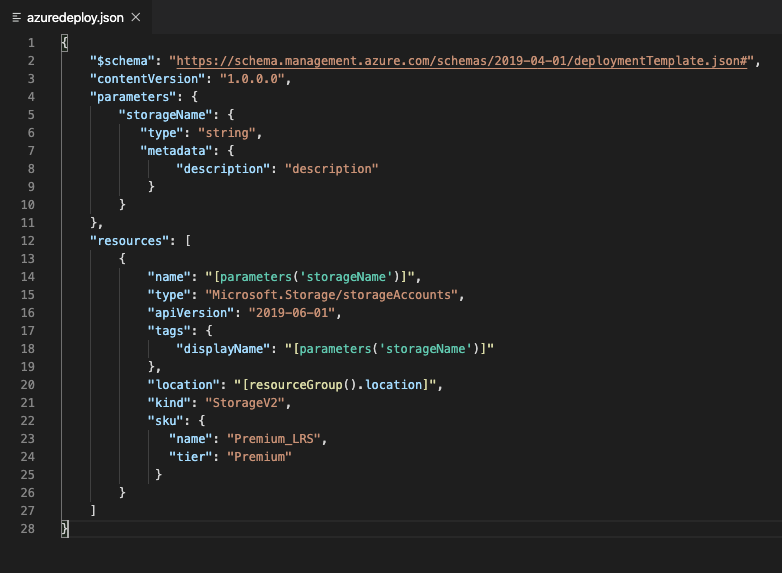 azuredeploy.json
1 {
2 "$schema": "https://schema.management.azure.com/schemas/2019-04-01/deploymentTemplate.json#",
3 "contentVersion": "1.0.0.0",
4 "parameters": {
5 "storageName": {
6 "type": "string",
7 "metadata": {
8 "description": "description"
9 }
10 }
11 },
12 "resources": [
13 {
14 "name": "[parameters('storageName')]",
15 "type": "Microsoft.Storage/storageAccounts",
16 "apiVersion": "2019-06-01",
17 "tags": {
18 "displayName": "[parameters('storageName')]"
19 },
20 "location": "[resourceGroup().location]",
21 "kind": "StorageV2",
22 "sku": {
23 "name": "Premium_LRS",
24 "tier": "Premium"
25 }
26 }
27 ]
28 }